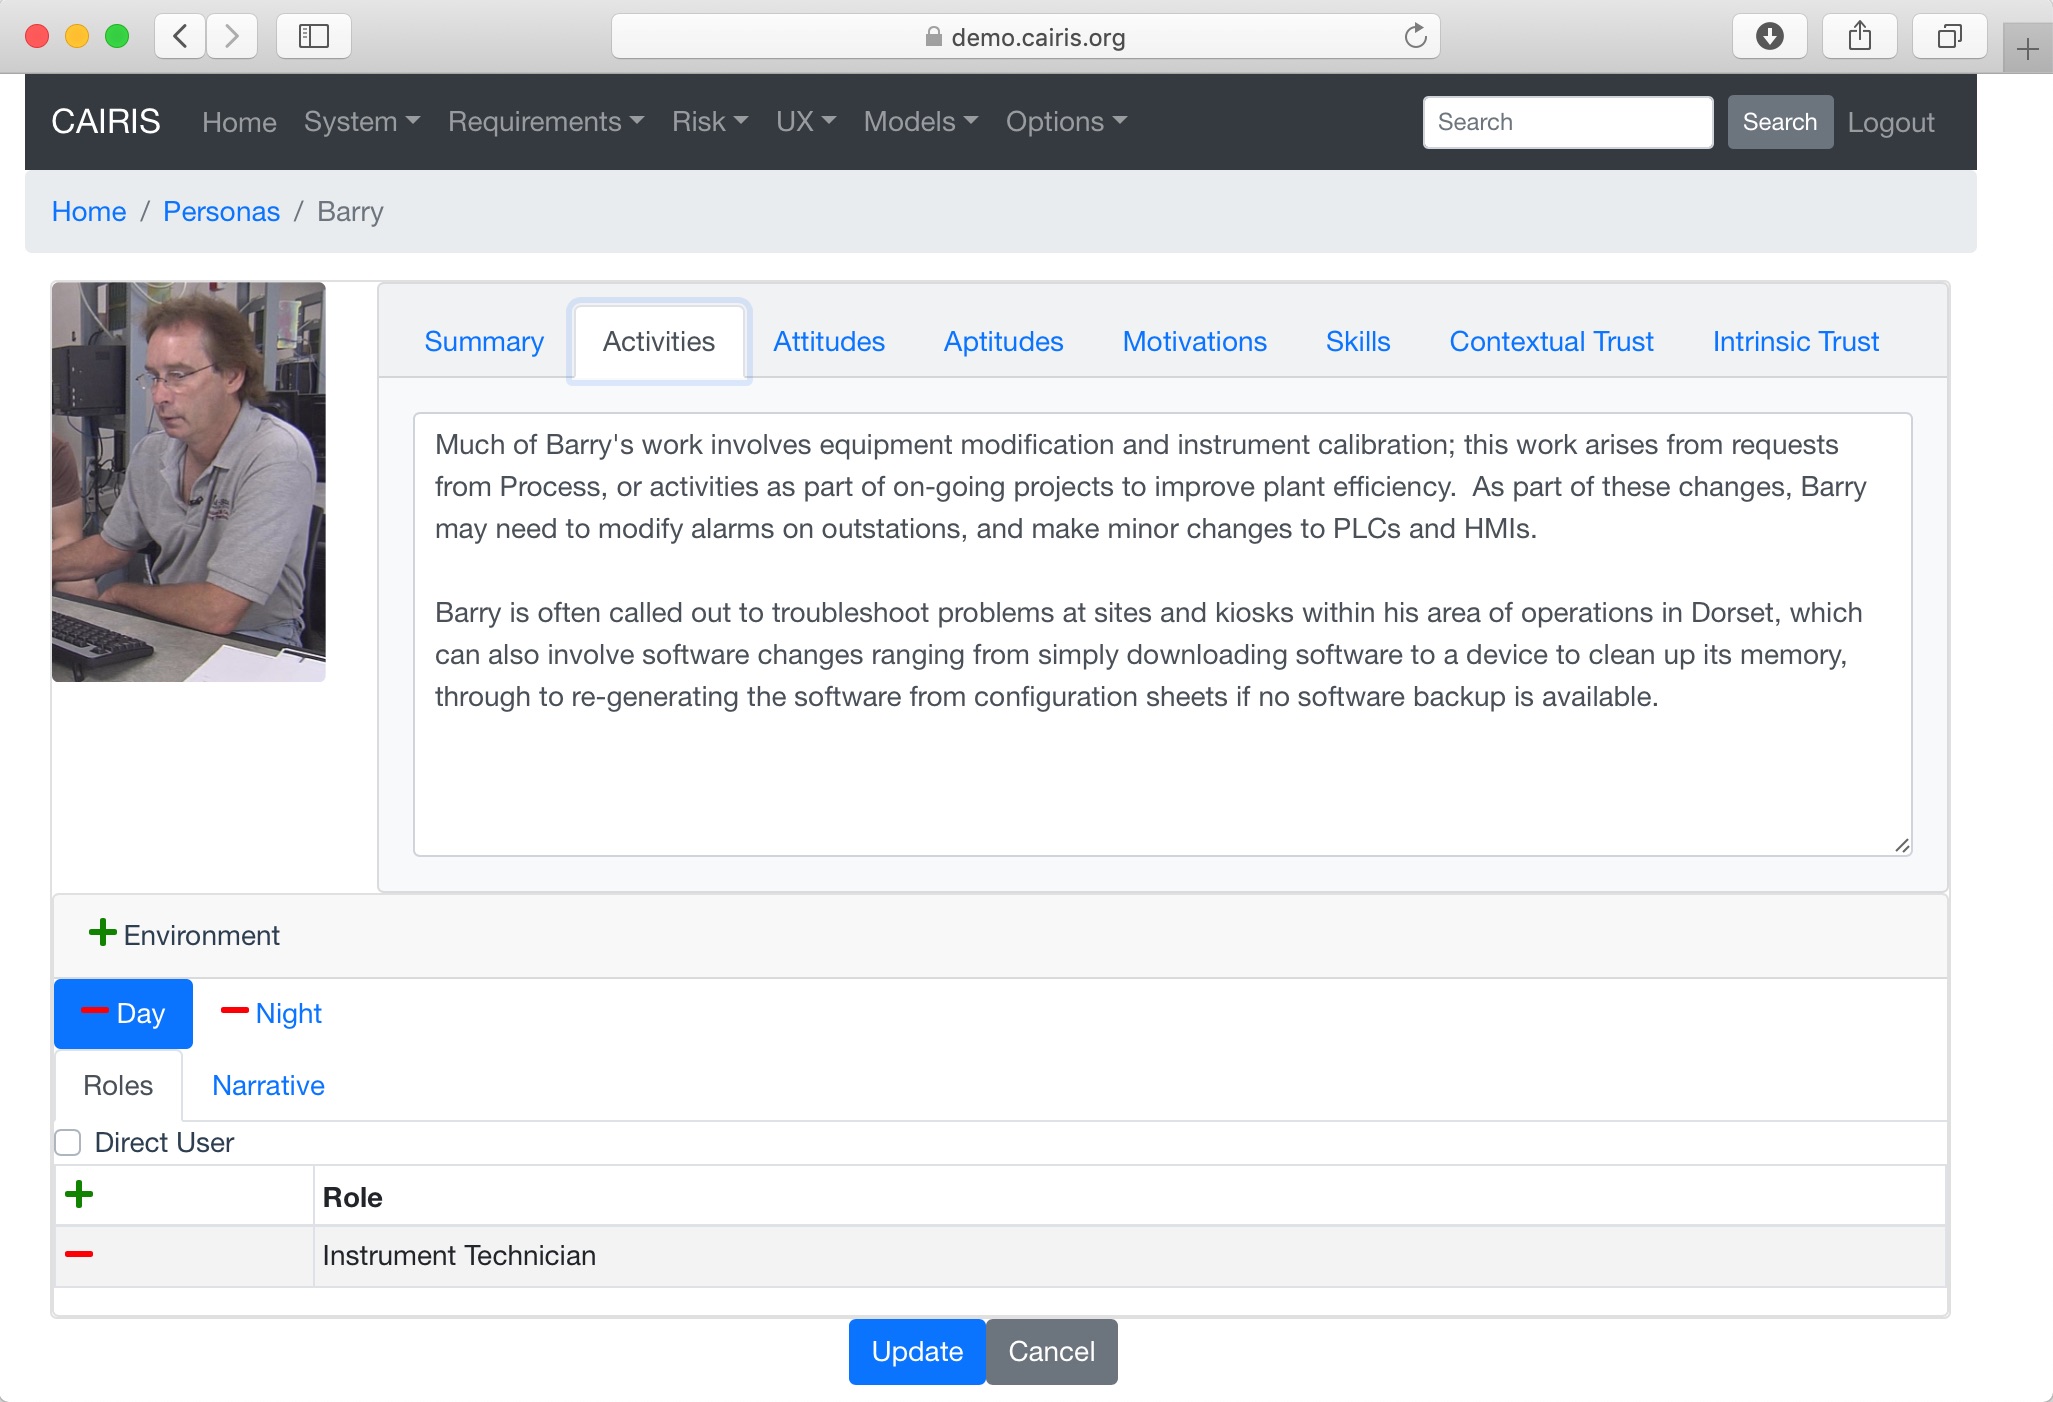 demo.cairis.org
CAIRIS Home System Requirements Risk UX Models Options Search Search Logout
Home / Personas / Barry
Summary Activities Attitudes Aptitudes Motivations Skills Contextual Trust Intrinsic Trust
Much of Barry's work involves equipment modification and instrument calibration; this work arises from requests
from Process, or activities as part of on-going projects to improve plant efficiency.  As part of these changes, Barry
may need to modify alarms on outstations, and make minor changes to PLCs and HMIs.
Barry is often called out to troubleshoot problems at sites and kiosks within his area of operations in Dorset, which
can also involve software changes ranging from simply downloading software to a device to clean up its memory,
through to re-generating the software from configuration sheets if no software backup is available.
Environment
Day Night
Roles Narrative
Direct User
Role
Instrument Technician
Update Cancel